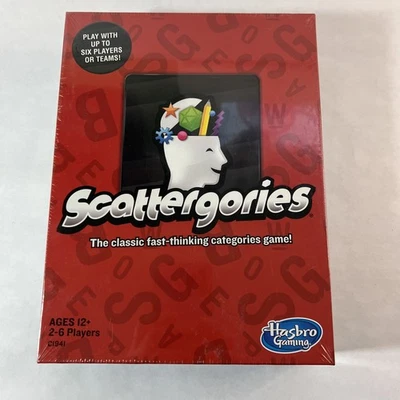 PLAY WITH
UP TO
SIX PLAYERS
OR TEAMS!
Scattergories
The classic fast-thinking categories game!
AGES 12+
2-6 Players
C1941
Hasbro
Gaming